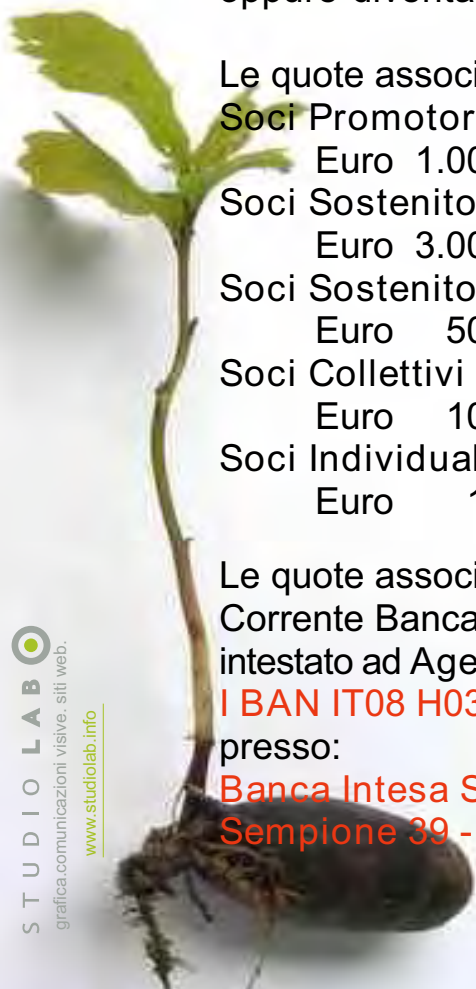 Le quote associ
Soci Promotor
Euro 1.00
Soci Sostenito
Euro 3.00
Soci Sostenito
Euro 50
Soci Collettivi
Euro 10
Soci Individual
Euro 1
Le quote associ
Corrente Banca
intestato ad Age
I BAN IT08 H03
presso:
Banca Intesa S
Sempione 39 -
STUDIO LAB
grafica.comunicazioni visive. siti web.
www.studiolab.info